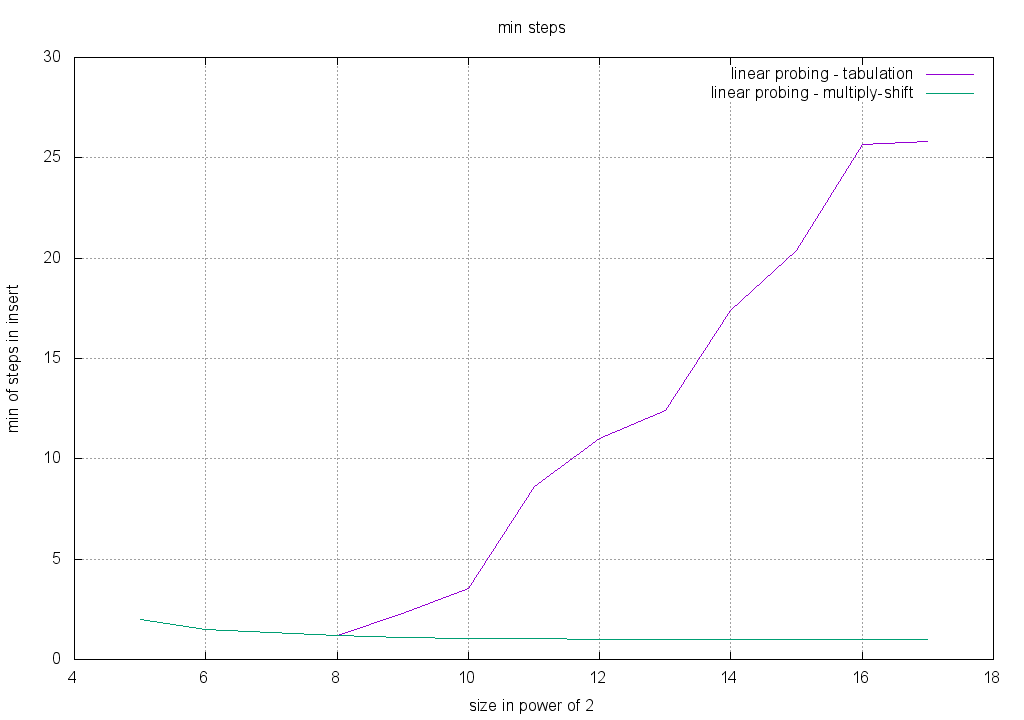 min steps
linear probing - tabulation
linear probing - multiply-shift
30
25
20
15
10
5
0
min of steps in insert
4 6 8 10 12 14 16 18
size in power of 2